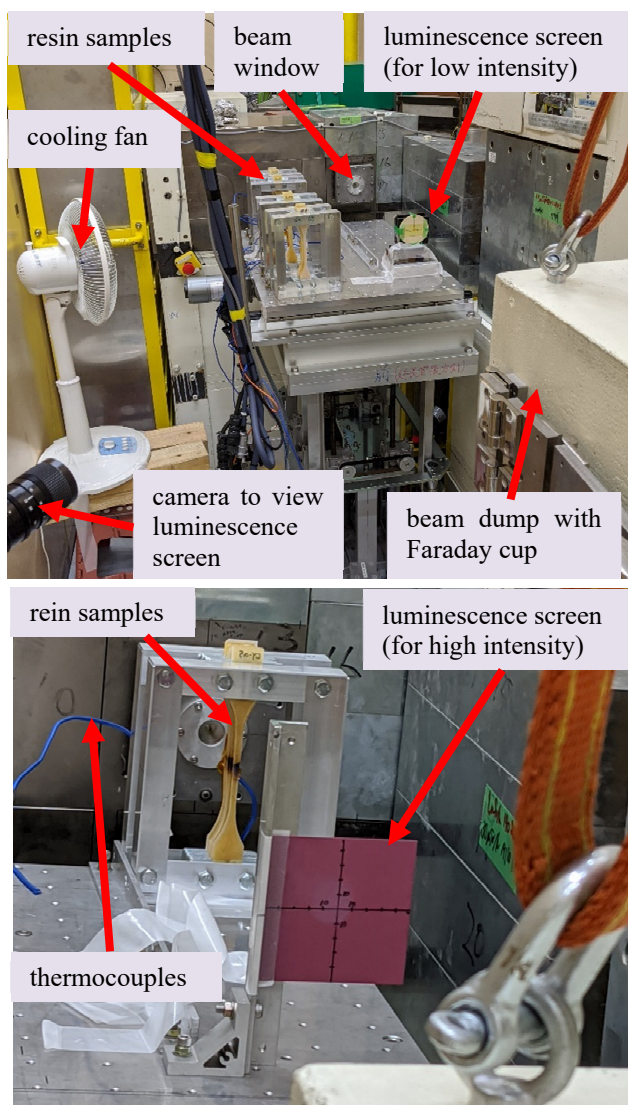 resin samples
beam
window
luminescence screen
(for low intensity)
cooling fan
camera to view
luminescence
screen
beam dump with
Faraday cup
rein samples
luminescence screen
(for high intensity)
thermocouples
20